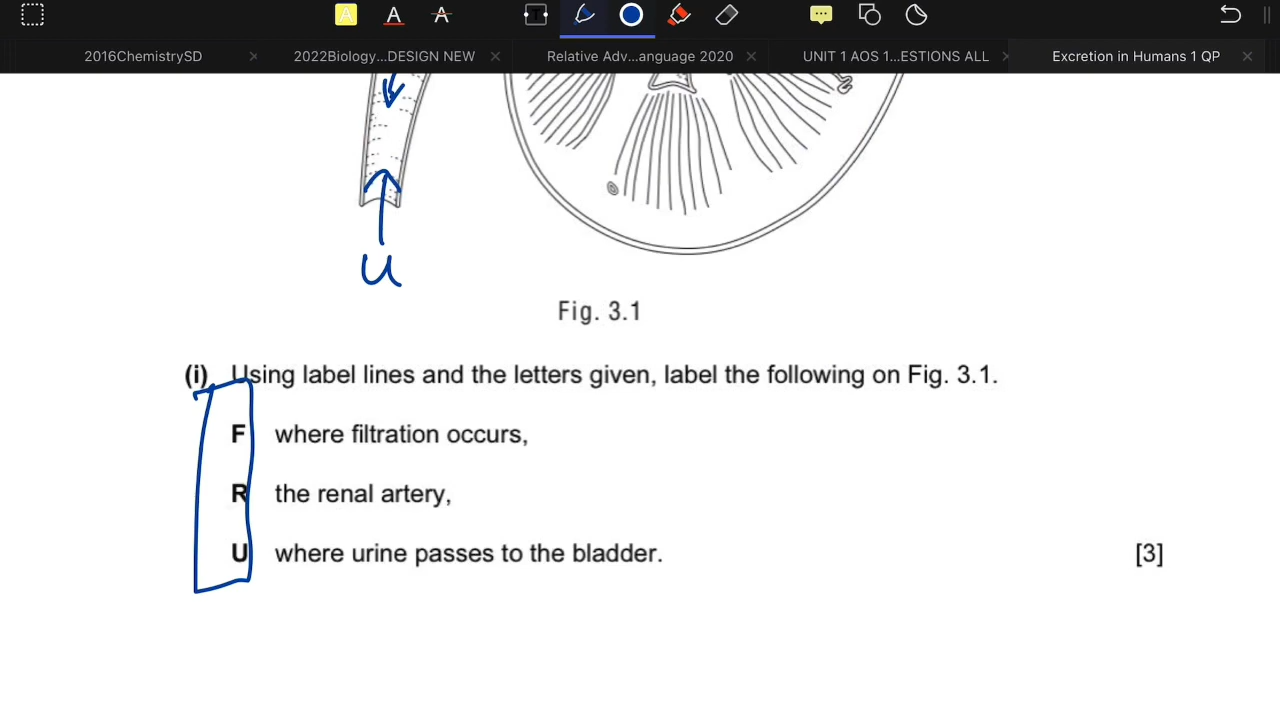 A A A T
2016ChemistrySD × 2022Biology...DESIGN NEW × Relative Adv...anguage 2020 × UNIT 1 AOS 1...ESTIONS ALL × Excretion in Humans 1 QP ×
U
Fig. 3.1
(i) Using label lines and the letters given, label the following on Fig. 3.1.
F where filtration occurs,
R the renal artery,
U where urine passes to the bladder. [3]